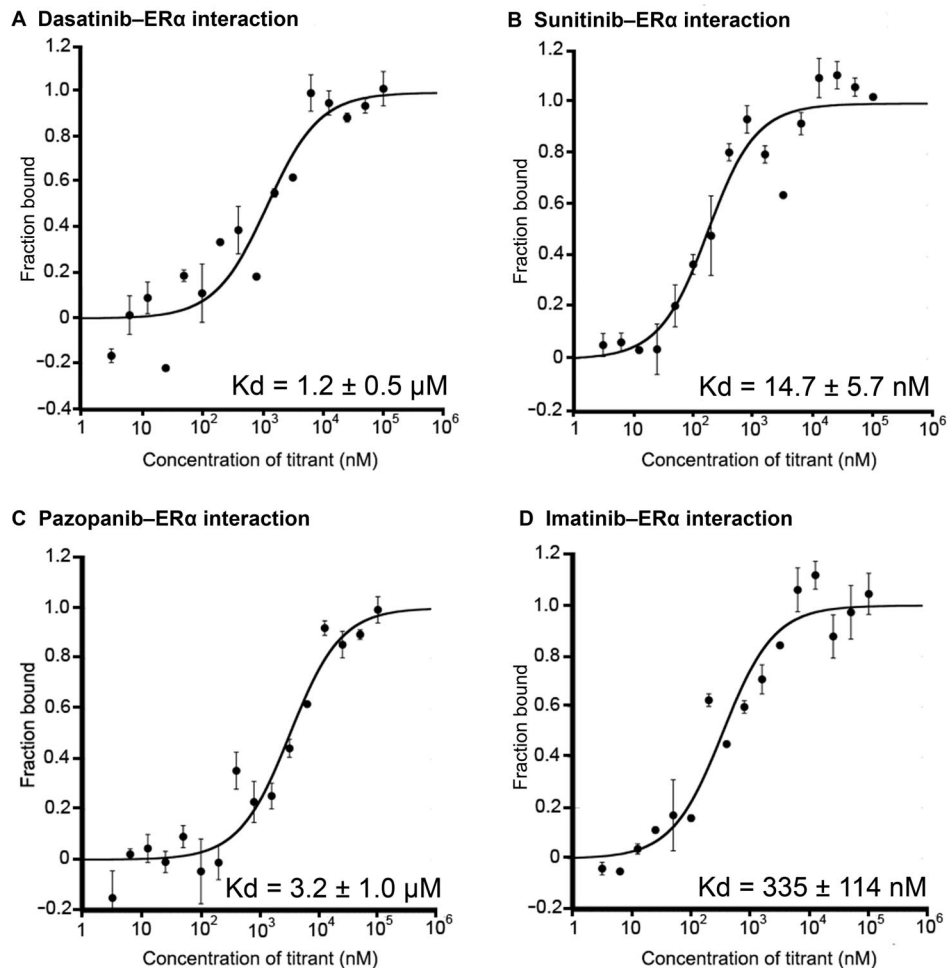 A Dasatinib–ERα interaction
1.2
1.0
0.8
0.6
0.4
0.2
0
−0.2
−0.4
Fraction bound
Kd = 1.2 ± 0.5 µM
1 10 10² 10³ 10⁴ 10⁵ 10⁶
Concentration of titrant (nM)
B Sunitinib–ERα interaction
1.2
1.0
0.8
0.6
0.4
0.2
0
−0.2
Fraction bound
Kd = 14.7 ± 5.7 nM
1 10 10² 10³ 10⁴ 10⁵ 10⁶
Concentration of titrant (nM)
C Pazopanib–ERα interaction
1.2
1.0
0.8
0.6
0.4
0.2
0
−0.2
Fraction bound
Kd = 3.2 ± 1.0 µM
1 10 10² 10³ 10⁴ 10⁵ 10⁶
Concentration of titrant (nM)
D Imatinib–ERα interaction
1.2
1.0
0.8
0.6
0.4
0.2
0
−0.2
Fraction bound
Kd = 335 ± 114 nM
1 10 10² 10³ 10⁴ 10⁵ 10⁶
Concentration of titrant (nM)